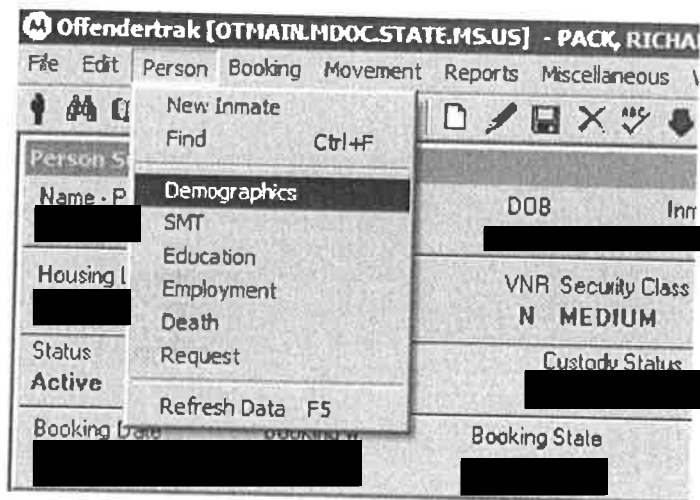 Offendertrak [OTMAIN.MDOC.STATE.MS.US] - PACK, RICHA
File Edit Person Booking Movement Reports Miscellaneous
New Inmate
Find Ctrl+F
ABC
Person
Demographics
Name - P
DOB
SMT
Education
Housing L
VNR Security Class
Employment
N MEDIUM
Death
Status
Request
Custody Status
Active
Refresh Data F5
Booking Date
Booking State